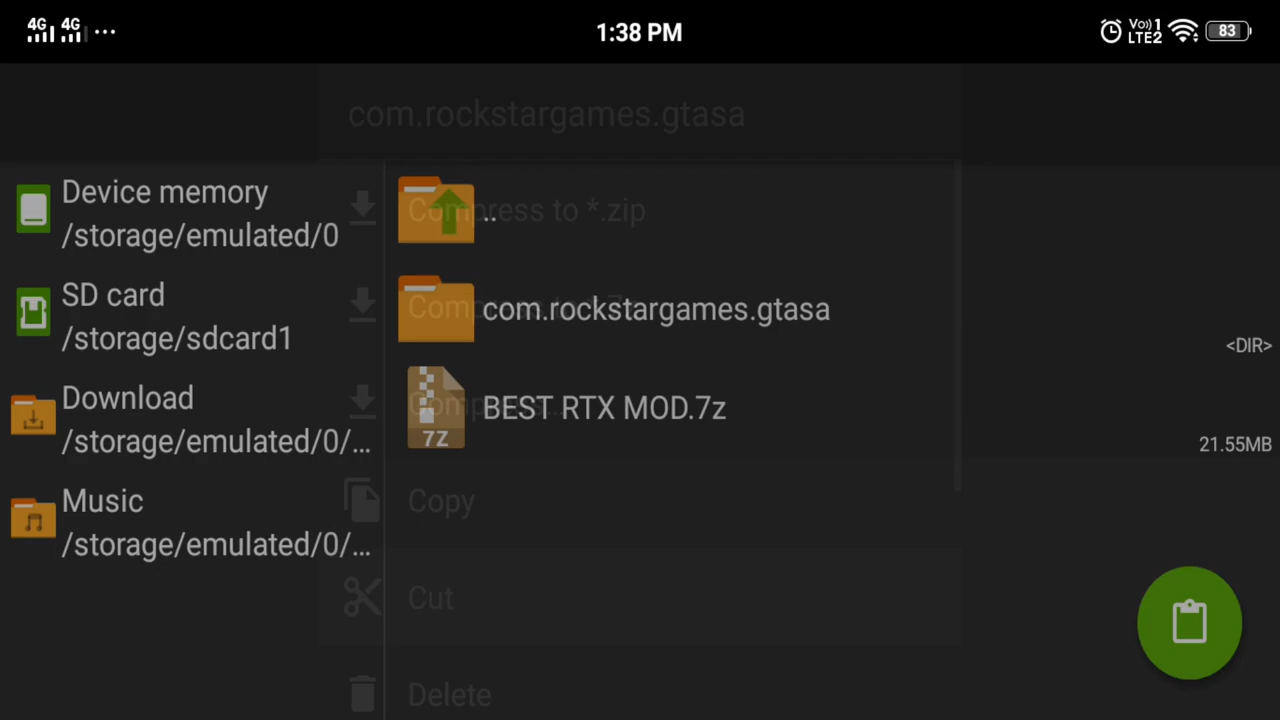 4G 4G ... 1:38 PM Vo)) 1 LTE2 83
com.rockstargames.gtasa
Device memory
/storage/emulated/0
SD card
/storage/sdcard1
Download
/storage/emulated/0/...
Music
/storage/emulated/0/...
Compress to *.zip
..
com.rockstargames.gtasa
<DIR>
BEST RTX MOD.7z
7Z
21.55MB
Copy
Cut
Delete